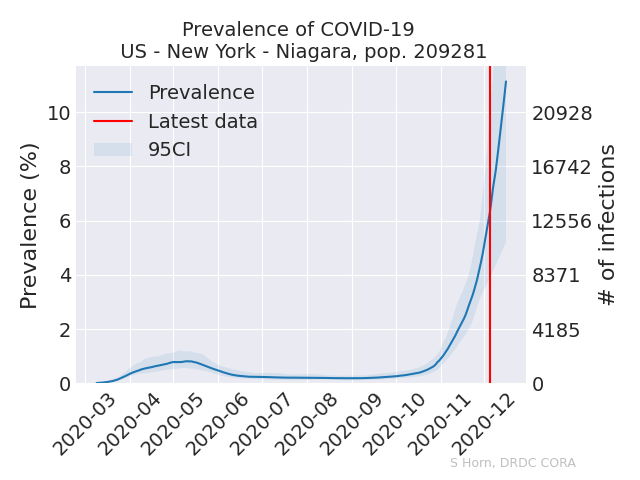 Prevalence of COVID-19
US - New York - Niagara, pop. 209281
Prevalence
Latest data
95CI
Prevalence (%)
10
8
6
4
2
0
20928
16742
12556
8371
4185
0
# of infections
2020-03
2020-04
2020-05
2020-06
2020-07
2020-08
2020-09
2020-10
2020-11
2020-12
S Horn, DRDC CORA